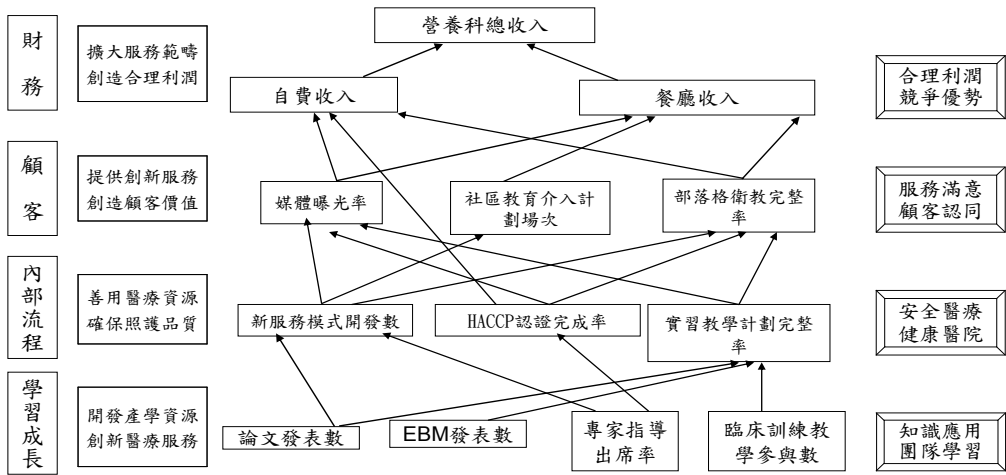 財
務
擴大服務範疇
創造合理利潤
營養科總收入
自費收入
餐廳收入
合理利潤
競爭優勢
顧
客
提供創新服務
創造顧客價值
媒體曝光率
社區教育介入計
劃場次
部落格衛教完整
率
服務滿意
顧客認同
內
部
流
程
善用醫療資源
確保照護品質
新服務模式開發數
HACCP認證完成率
實習教學計劃完整
率
安全醫療
健康醫院
學
習
成
長
開發產學資源
創新醫療服務
論文發表數
EBM發表數
專家指導
出席率
臨床訓練教
學參與數
知識應用
團隊學習